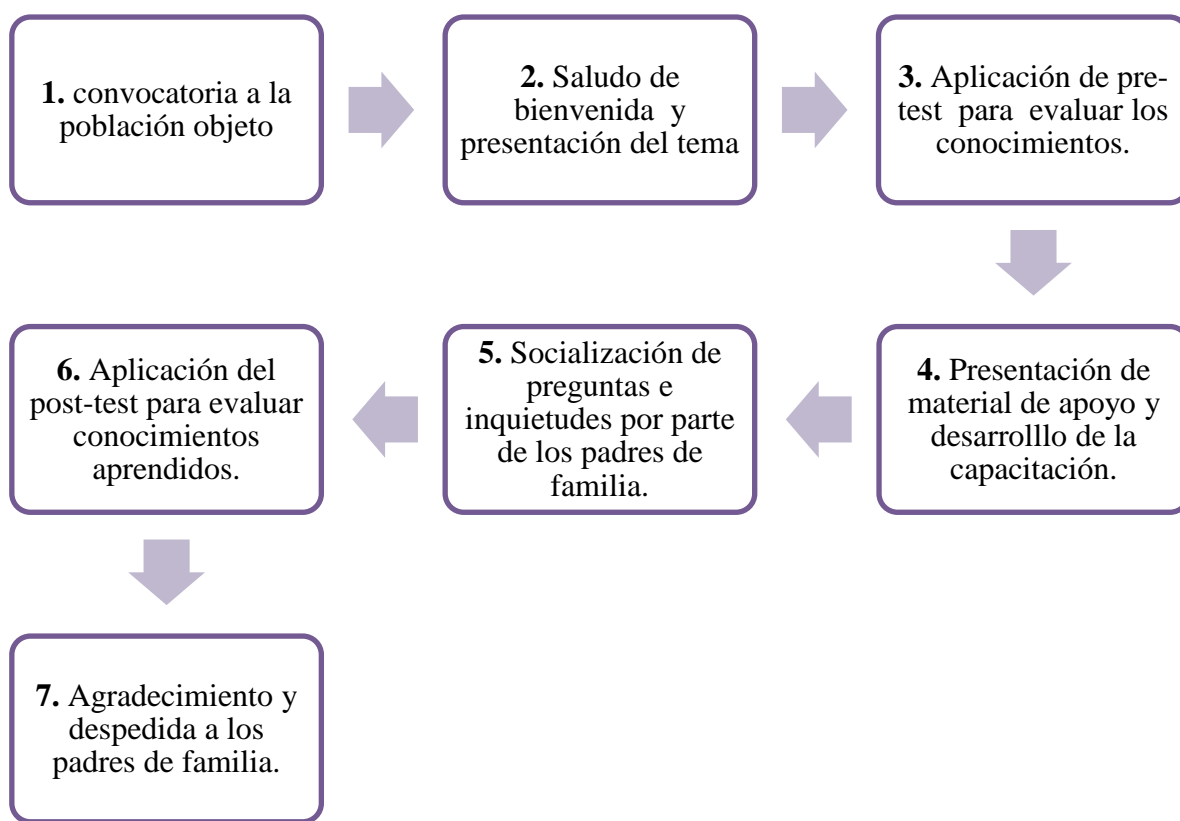 1. convocatoria a la
población objeto
2. Saludo de
bienvenida y
presentación del tema
3. Aplicación de pre-
test para evaluar los
conocimientos.
4. Presentación de
material de apoyo y
desarrolllo de la
capacitación.
5. Socialización de
preguntas e
inquietudes por parte
de los padres de
familia.
6. Aplicación del
post-test para evaluar
conocimientos
aprendidos.
7. Agradecimiento y
despedida a los
padres de familia.